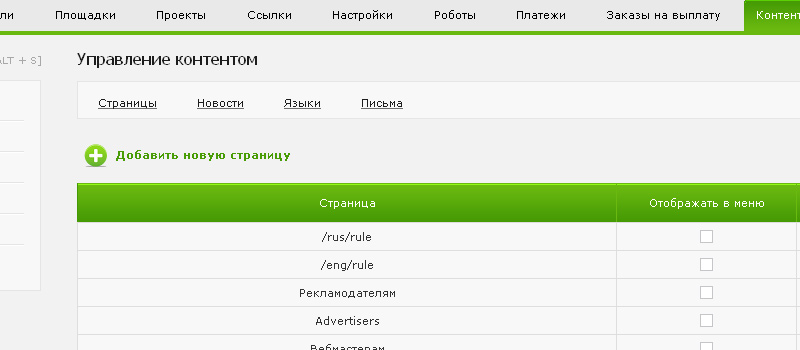 ли Площадки Проекты Ссылки Настройки Роботы Платежи Заказы на выплату Контент
ALT + S]
Управление контентом
Страницы Новости Языки Письма
Добавить новую страницу
Страница Отображать в меню
/rus/rule
/eng/rule
Рекламодателям
Advertisers
Вебмастерам